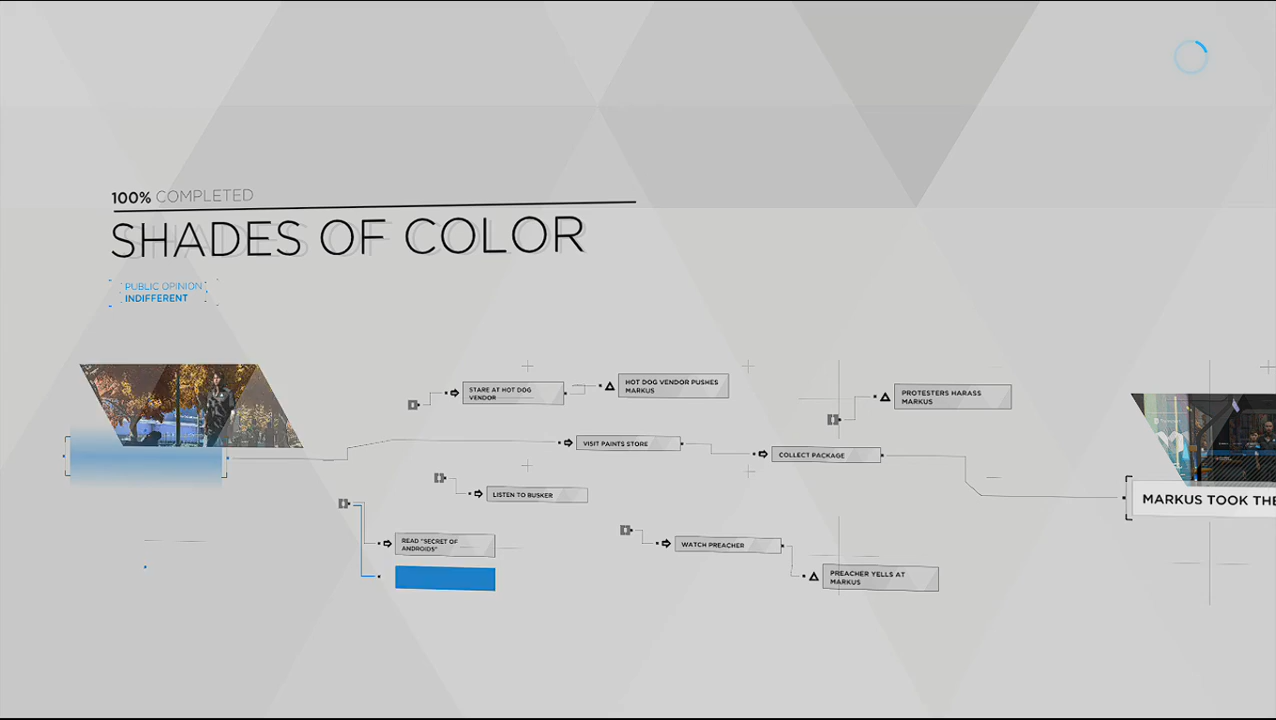 100% COMPLETED
SHADES OF COLOR
PUBLIC OPINION
INDIFFERENT
STARE AT HOT DOG
VENDOR
HOT DOG VENDOR PUSHES
MARKUS
PROTESTERS HARASS
MARKUS
VISIT PAINTS STORE
COLLECT PACKAGE
LISTEN TO BUSKER
MARKUS TOOK THE
READ "SECRET OF
ANDROIDS"
WATCH PREACHER
PREACHER YELLS AT
MARKUS